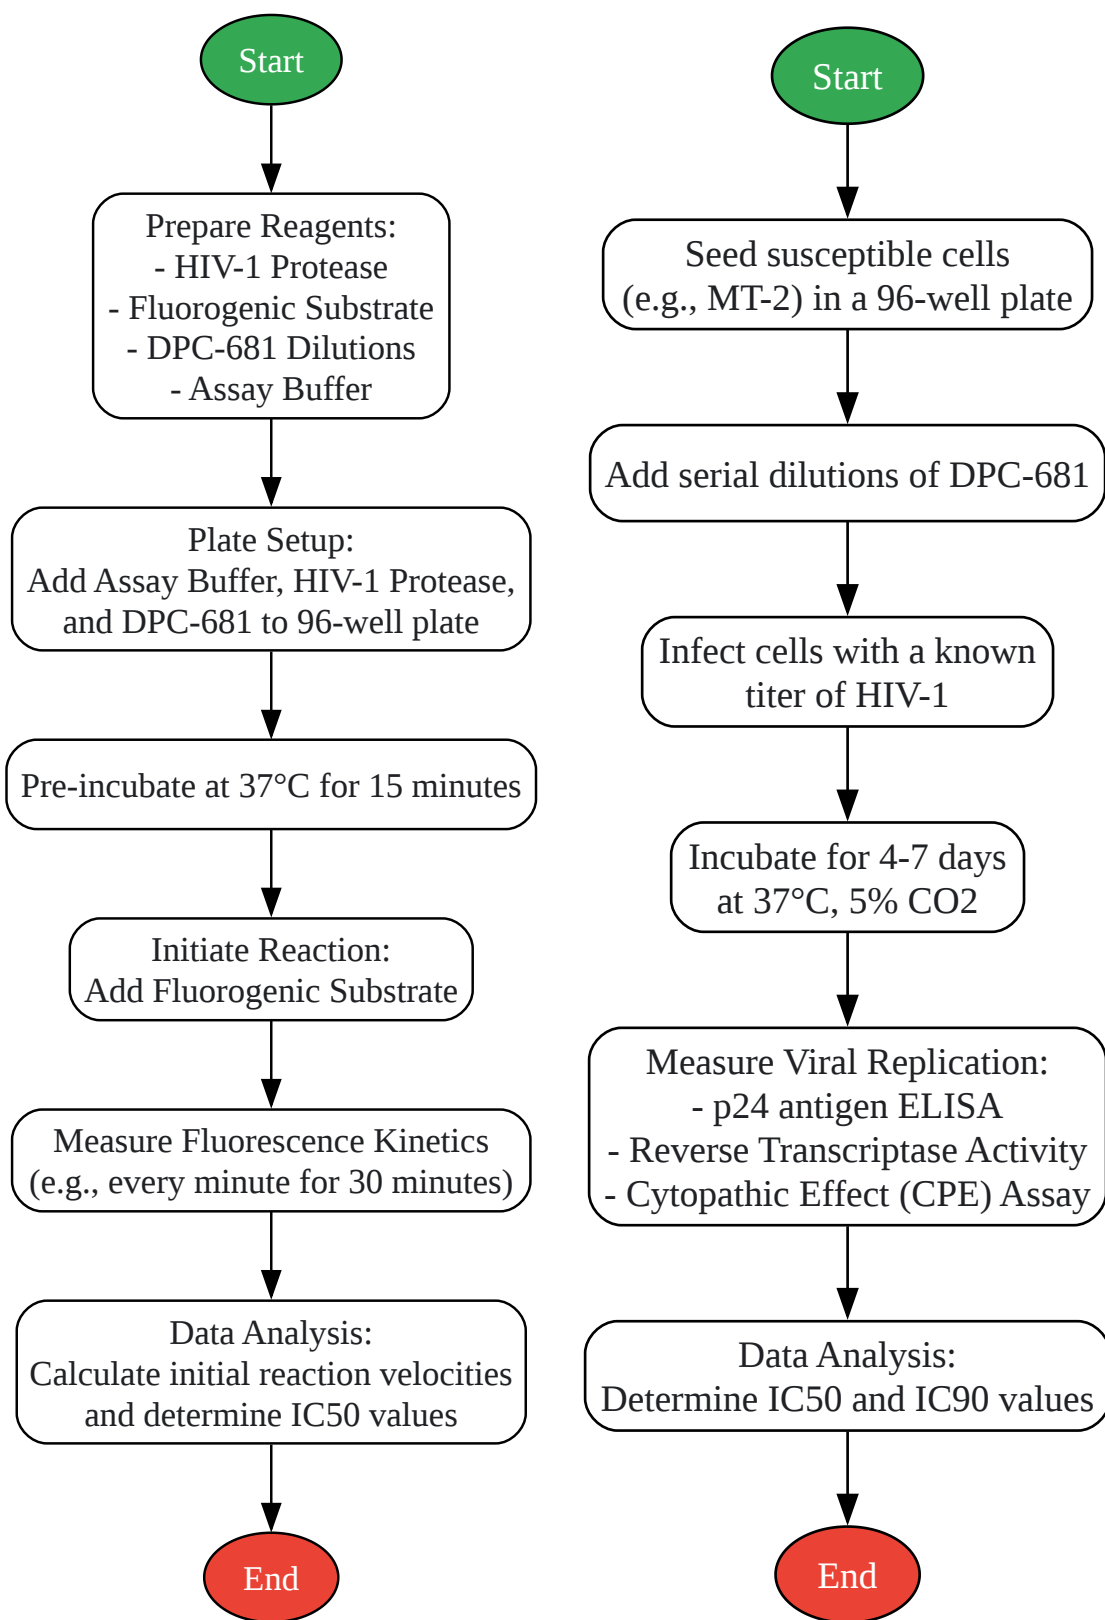 Start
Prepare Reagents:
- HIV-1 Protease
- Fluorogenic Substrate
- DPC-681 Dilutions
- Assay Buffer
Plate Setup:
Add Assay Buffer, HIV-1 Protease,
and DPC-681 to 96-well plate
Pre-incubate at 37°C for 15 minutes
Initiate Reaction:
Add Fluorogenic Substrate
Measure Fluorescence Kinetics
(e.g., every minute for 30 minutes)
Data Analysis:
Calculate initial reaction velocities
and determine IC50 values
End
Start
Seed susceptible cells
(e.g., MT-2) in a 96-well plate
Add serial dilutions of DPC-681
Infect cells with a known
titer of HIV-1
Incubate for 4-7 days
at 37°C, 5% CO2
Measure Viral Replication:
- p24 antigen ELISA
- Reverse Transcriptase Activity
- Cytopathic Effect (CPE) Assay
Data Analysis:
Determine IC50 and IC90 values
End